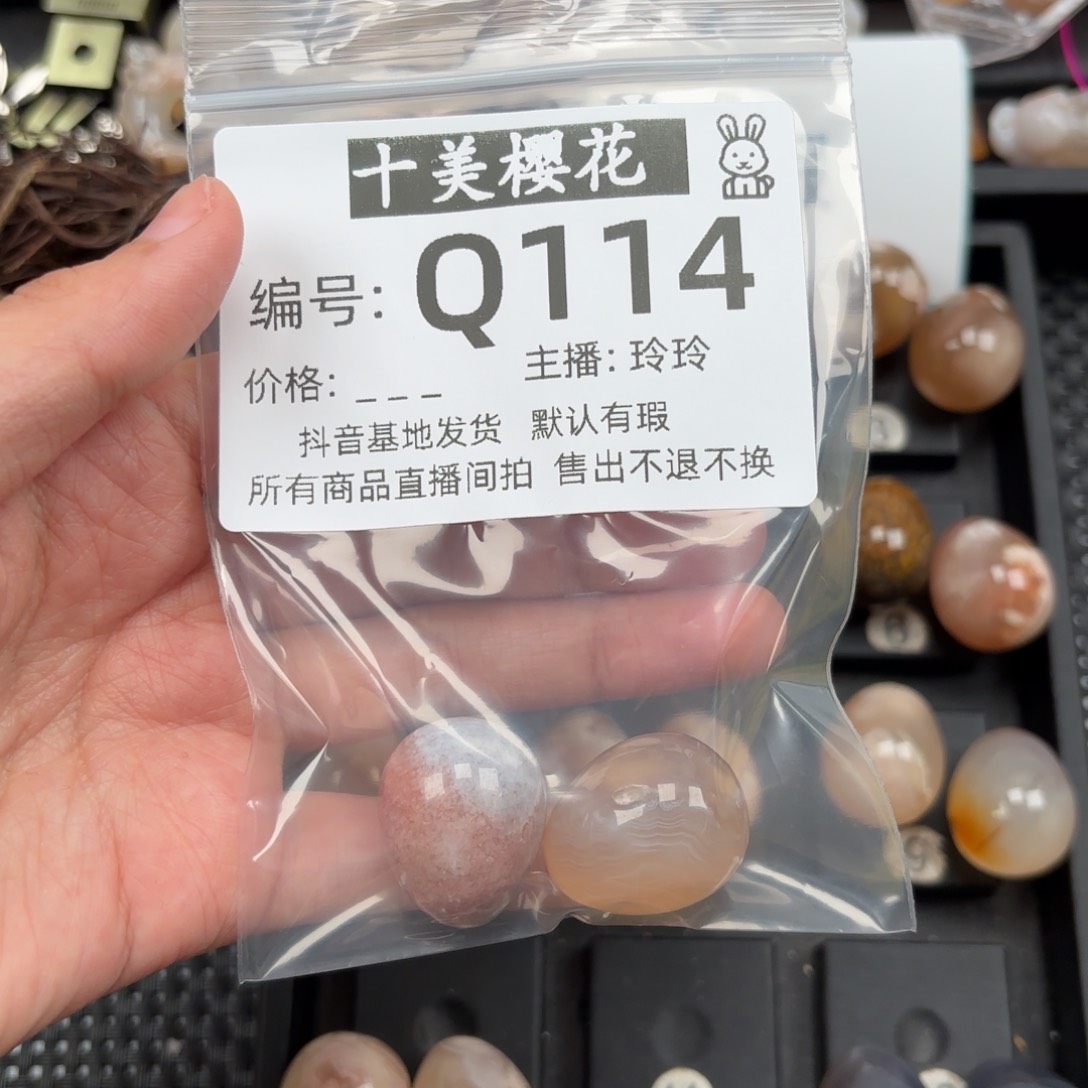 十美樱花
编号: Q114
价格: _ _ _ 主播: 玲玲
抖音基地发货 默认有瑕
所有商品直播间拍 售出不退不换